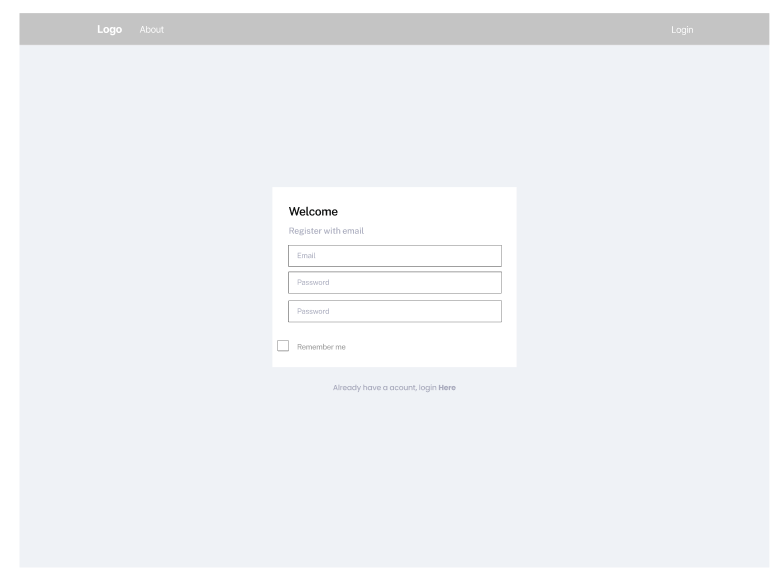 Logo About Login
Welcome
Register with email
Email
Password
Password
Remember me
Already have a acount, login Here